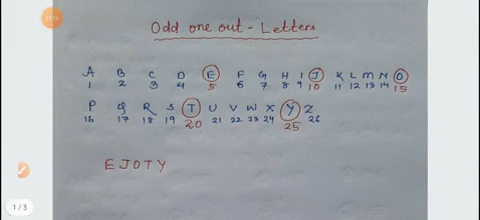 Odd one out - Letters
A B C D E F G H I J K L M N O
1 2 3 4 5 6 7 8 9 10 11 12 13 14 15
P Q R S T U V W X Y Z
16 17 18 19 20 21 22 23 24 25 26
E J O T Y
1 / 3